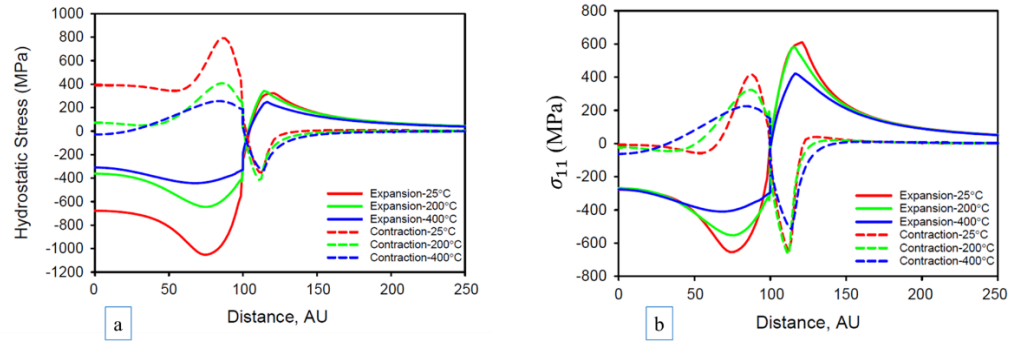 Hydrostatic Stress (MPa)
1000
800
600
400
200
0
-200
-400
-600
-800
-1000
-1200
Expansion-25°C
Expansion-200°C
Expansion-400°C
Contraction-25°C
Contraction-200°C
Contraction-400°C
0 50 100 150 200 250
Distance, AU
a
σ11 (MPa)
800
600
400
200
0
-200
-400
-600
-800
Expansion-25°C
Expansion-200°C
Expansion-400°C
Contraction-25°C
Contraction-200°C
Contraction-400°C
0 50 100 150 200 250
Distance, AU
b